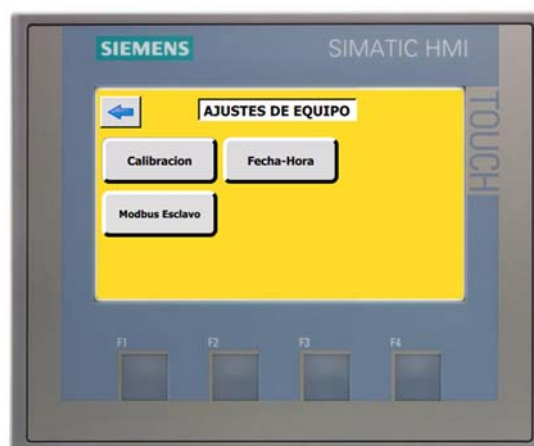 SIEMENS
SIMATIC HMI
TOUCH
AJUSTES DE EQUIPO
Calibracion
Fecha-Hora
Modbus Esclavo
F1
F2
F3
F4